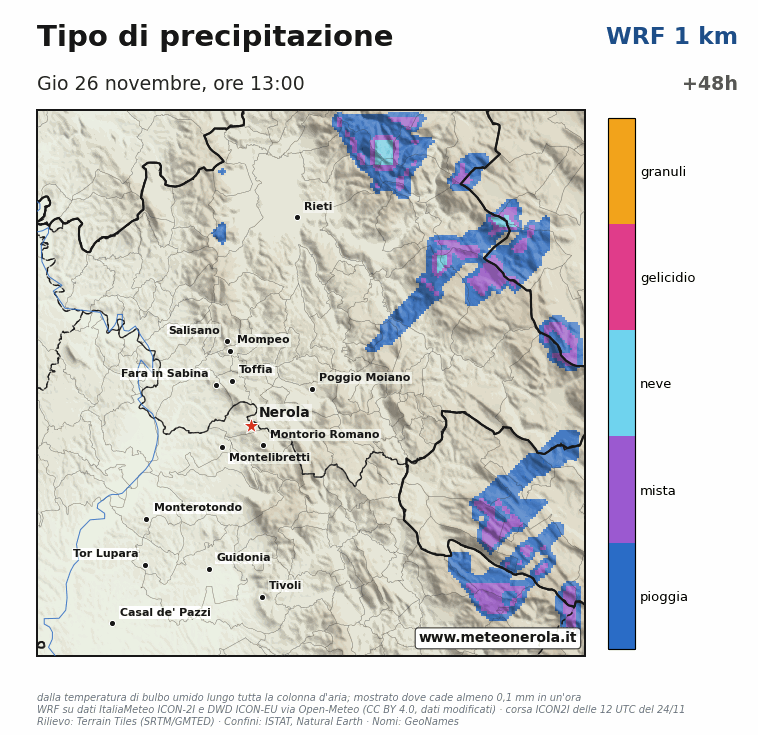 Tipo di precipitazione
WRF 1 km
Gio 26 novembre, ore 13:00
+48h
granuli
gelicidio
neve
mista
pioggia
Rieti
Salisano
Mompeo
Toffia
Fara in Sabina
Poggio Moiano
Nerola
Montorio Romano
Montelibretti
Monterotondo
Tor Lupara
Guidonia
Tivoli
Casal de' Pazzi
www.meteonerola.it
dalla temperatura di bulbo umido lungo tutta la colonna d'aria; mostrato dove cade almeno 0,1 mm in un'ora
WRF su dati ItaliaMeteo ICON-2I e DWD ICON-EU via Open-Meteo (CC BY 4.0, dati modificati) · corsa ICON2I delle 12 UTC del 24/11
Rilievo: Terrain Tiles (SRTM/GMTED) · Confini: ISTAT, Natural Earth · Nomi: GeoNames